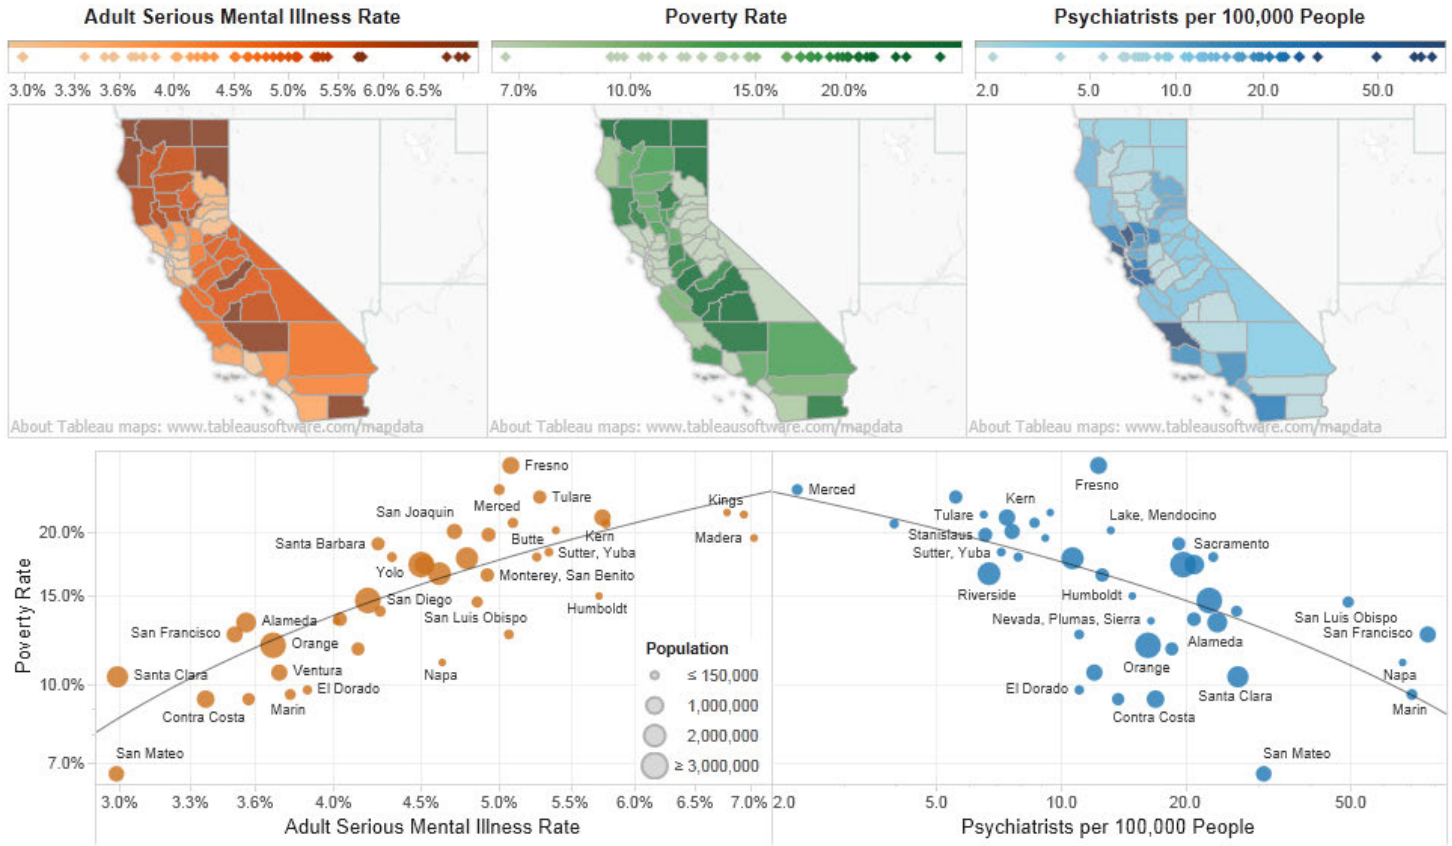 Adult Serious Mental Illness Rate
Poverty Rate
Psychiatrists per 100,000 People
3.0% 3.3% 3.6% 4.0% 4.5% 5.0% 5.5% 6.0% 6.5%
7.0% 10.0% 15.0% 20.0%
2.0 5.0 10.0 20.0 50.0
About Tableau maps: www.tableausoftware.com/mapdata
About Tableau maps: www.tableausoftware.com/mapdata
About Tableau maps: www.tableausoftware.com/mapdata
Poverty Rate
20.0%
15.0%
10.0%
7.0%
Fresno
Merced
Tulare
Kings
San Joaquin
Santa Barbara
Butte
Kern
Madera
Sutter, Yuba
Yolo
Monterey, San Benito
San Diego
Humboldt
San Luis Obispo
Alameda
San Francisco
Orange
Santa Clara
Ventura
Napa
El Dorado
Marin
Contra Costa
San Mateo
Population
≤ 150,000
1,000,000
2,000,000
≥ 3,000,000
3.0% 3.3% 3.6% 4.0% 4.5% 5.0% 5.5% 6.0% 6.5% 7.0%
Adult Serious Mental Illness Rate
Merced
Fresno
Kern
Tulare
Lake, Mendocino
Stanislaus
Sacramento
Sutter, Yuba
Riverside
Humboldt
Nevada, Plumas, Sierra
San Luis Obispo
San Francisco
Alameda
Orange
Napa
El Dorado
Santa Clara
Marin
Contra Costa
San Mateo
2.0 5.0 10.0 20.0 50.0
Psychiatrists per 100,000 People